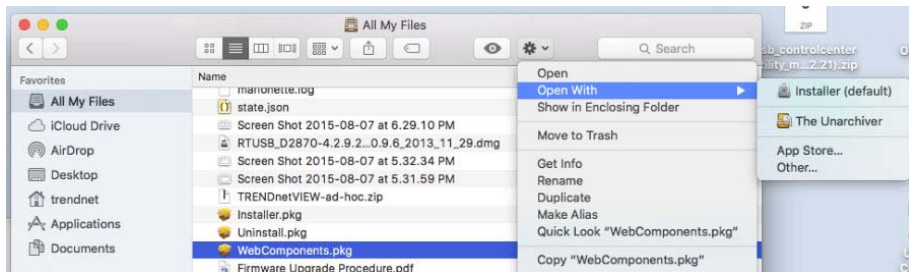 All My Files
ZIP
Search
Favorites
All My Files
iCloud Drive
AirDrop
Desktop
trendnet
Applications
Documents
Name
marionette.log
state.json
Screen Shot 2015-08-07 at 6.29.10 PM
RTUSB_D2870-4.2.9.2...0.9.6_2013_11_29.dmg
Screen Shot 2015-08-07 at 5.32.34 PM
Screen Shot 2015-08-07 at 5.31.59 PM
TRENDnetVIEW-ad-hoc.zip
Installer.pkg
Uninstall.pkg
WebComponents.pkg
Firmware Upgrade Procedure.pdf
Open
Open With
Show in Enclosing Folder
Move to Trash
Get Info
Rename
Duplicate
Make Alias
Quick Look "WebComponents.pkg"
Copy "WebComponents.pkg"
sb_controlcenter
ility_m...2.21).zip
Installer (default)
The Unarchiver
App Store...
Other...